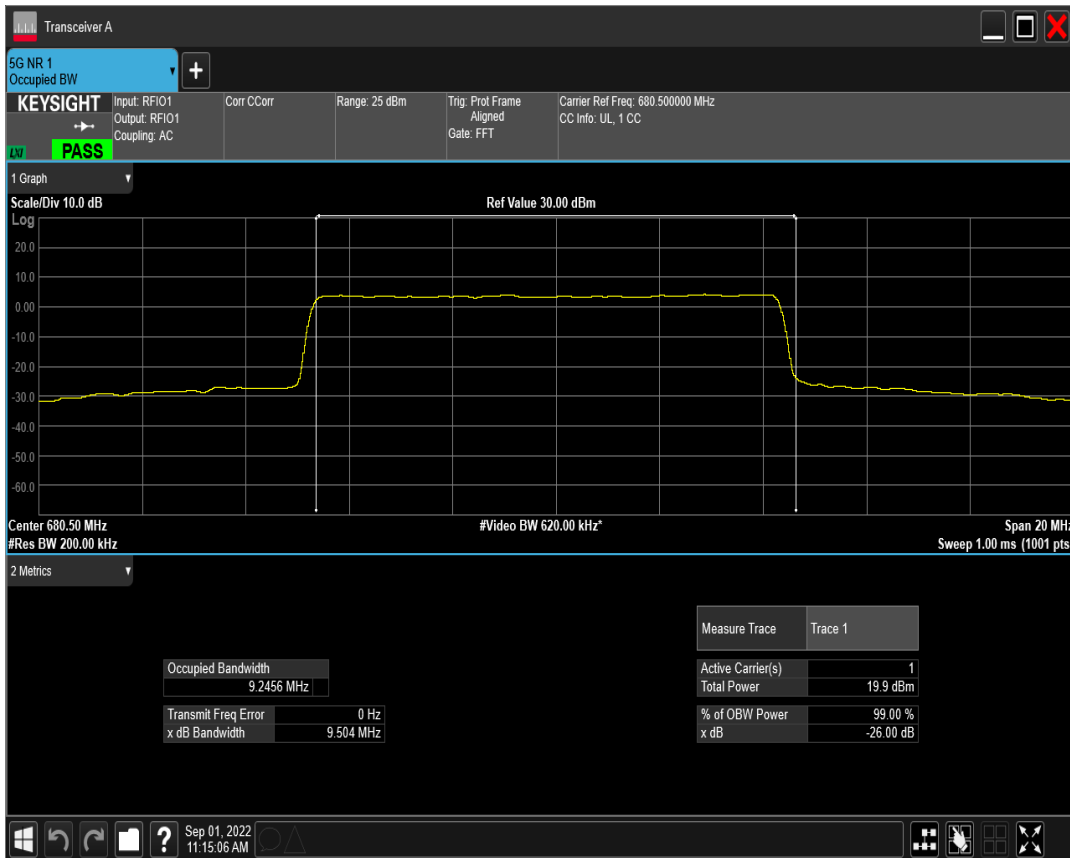 Transceiver A
5G NR 1
Occupied BW
+
KEYSIGHT
LXI
PASS
Input: RFIO1
Output: RFIO1
Coupling: AC
Corr CCorr
Range: 25 dBm
Trig: Prot Frame
Aligned
Gate: FFT
Carrier Ref Freq: 680.500000 MHz
CC Info: UL, 1 CC
1 Graph
Scale/Div 10.0 dB
Ref Value 30.00 dBm
Log
20.0
10.0
0.00
-10.0
-20.0
-30.0
-40.0
-50.0
-60.0
Center 680.50 MHz
#Video BW 620.00 kHz*
Span 20 MHz
#Res BW 200.00 kHz
Sweep 1.00 ms (1001 pts
2 Metrics
Measure Trace Trace 1
Occupied Bandwidth
9.2456 MHz
Active Carrier(s) 1
Total Power 19.9 dBm
Transmit Freq Error 0 Hz
x dB Bandwidth 9.504 MHz
% of OBW Power 99.00 %
x dB -26.00 dB
?
Sep 01, 2022
11:15:06 AM